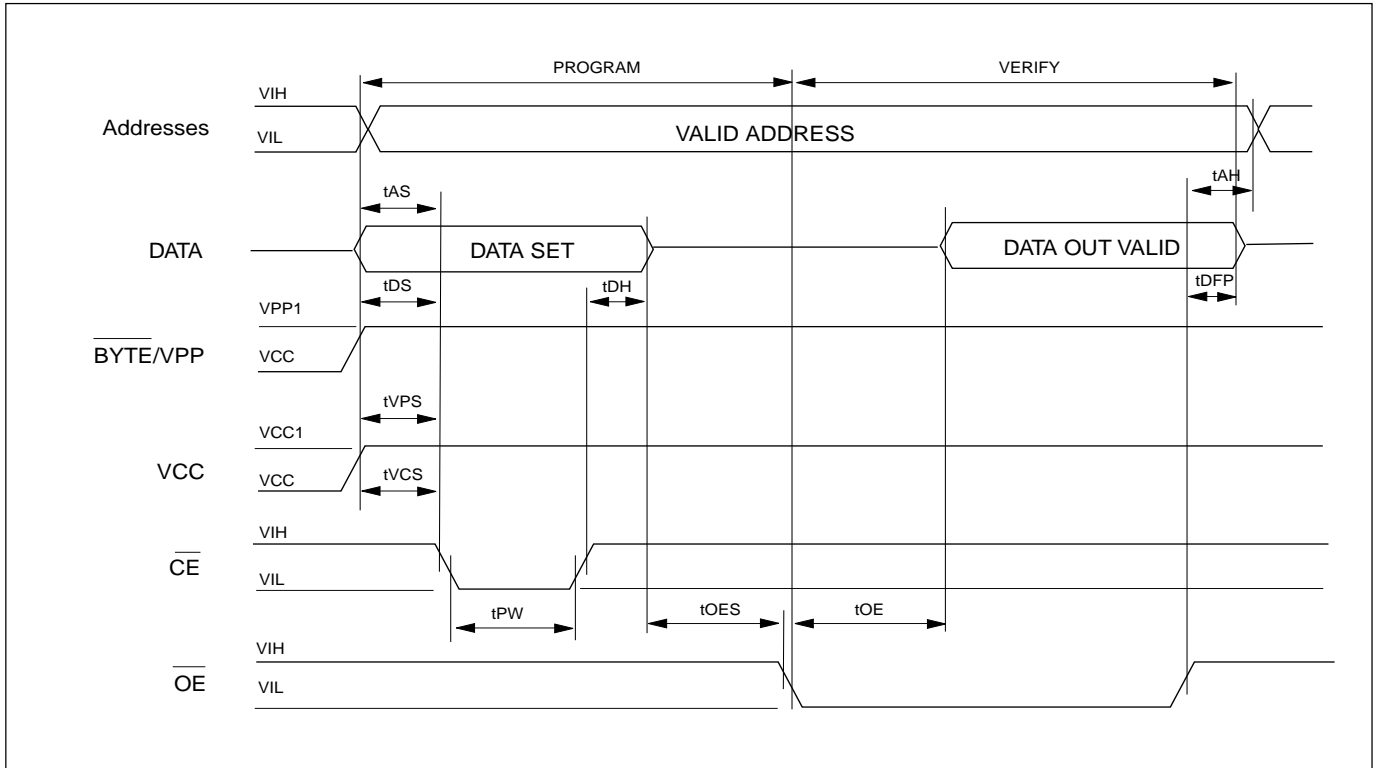 PROGRAM VERIFY
VIH
Addresses
VIL
VALID ADDRESS
tAS
tAH
DATA
DATA SET
DATA OUT VALID
tDS
tDH
tDFP
VPP1
BYTE/VPP
VCC
tVPS
VCC1
VCC
VCC
tVCS
VIH
CE
VIL
tPW
tOES
tOE
VIH
OE
VIL